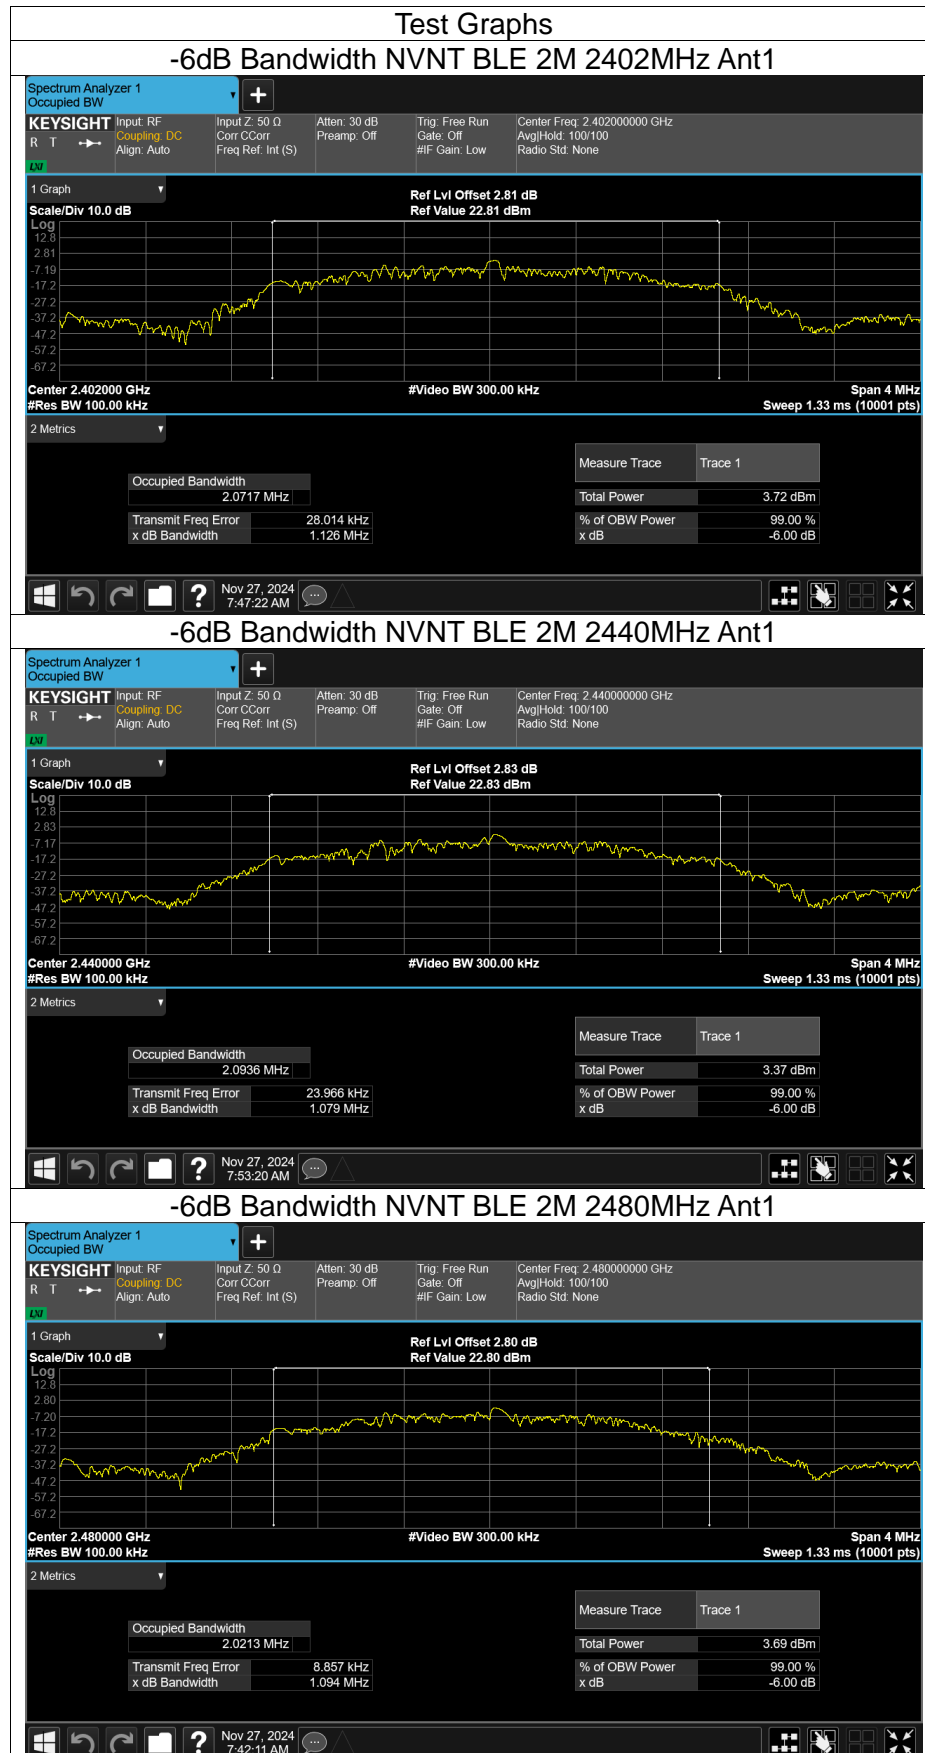 Test Graphs
-6dB Bandwidth NVNT BLE 2M 2402MHz Ant1
Spectrum Analyzer 1
Occupied BW
+
KEYSIGHT Input: RF Input Z: 50 Ω Atten: 30 dB Trig: Free Run Center Freq: 2.402000000 GHz
R T Coupling: DC Corr CCorr Preamp: Off Gate: Off Avg|Hold: 100/100
Align: Auto Freq Ref: Int (S) #IF Gain: Low Radio Std: None
LXI
1 Graph
Ref Lvl Offset 2.81 dB
Scale/Div 10.0 dB Ref Value 22.81 dBm
Log
12.8
2.81
-7.19
-17.2
-27.2
-37.2
-47.2
-57.2
-67.2
Center 2.402000 GHz #Video BW 300.00 kHz Span 4 MHz
#Res BW 100.00 kHz Sweep 1.33 ms (10001 pts)
2 Metrics
Measure Trace Trace 1
Occupied Bandwidth
2.0717 MHz Total Power 3.72 dBm
Transmit Freq Error 28.014 kHz % of OBW Power 99.00 %
x dB Bandwidth 1.126 MHz x dB -6.00 dB
? Nov 27, 2024
7:47:22 AM
-6dB Bandwidth NVNT BLE 2M 2440MHz Ant1
Spectrum Analyzer 1
Occupied BW
+
KEYSIGHT Input: RF Input Z: 50 Ω Atten: 30 dB Trig: Free Run Center Freq: 2.440000000 GHz
R T Coupling: DC Corr CCorr Preamp: Off Gate: Off Avg|Hold: 100/100
Align: Auto Freq Ref: Int (S) #IF Gain: Low Radio Std: None
LXI
1 Graph
Ref Lvl Offset 2.83 dB
Scale/Div 10.0 dB Ref Value 22.83 dBm
Log
12.8
2.83
-7.17
-17.2
-27.2
-37.2
-47.2
-57.2
-67.2
Center 2.440000 GHz #Video BW 300.00 kHz Span 4 MHz
#Res BW 100.00 kHz Sweep 1.33 ms (10001 pts)
2 Metrics
Measure Trace Trace 1
Occupied Bandwidth
2.0936 MHz Total Power 3.37 dBm
Transmit Freq Error 23.966 kHz % of OBW Power 99.00 %
x dB Bandwidth 1.079 MHz x dB -6.00 dB
? Nov 27, 2024
7:53:20 AM
-6dB Bandwidth NVNT BLE 2M 2480MHz Ant1
Spectrum Analyzer 1
Occupied BW
+
KEYSIGHT Input: RF Input Z: 50 Ω Atten: 30 dB Trig: Free Run Center Freq: 2.480000000 GHz
R T Coupling: DC Corr CCorr Preamp: Off Gate: Off Avg|Hold: 100/100
Align: Auto Freq Ref: Int (S) #IF Gain: Low Radio Std: None
LXI
1 Graph
Ref Lvl Offset 2.80 dB
Scale/Div 10.0 dB Ref Value 22.80 dBm
Log
12.8
2.80
-7.20
-17.2
-27.2
-37.2
-47.2
-57.2
-67.2
Center 2.480000 GHz #Video BW 300.00 kHz Span 4 MHz
#Res BW 100.00 kHz Sweep 1.33 ms (10001 pts)
2 Metrics
Measure Trace Trace 1
Occupied Bandwidth
2.0213 MHz Total Power 3.69 dBm
Transmit Freq Error 8.857 kHz % of OBW Power 99.00 %
x dB Bandwidth 1.094 MHz x dB -6.00 dB
? Nov 27, 2024
7:42:11 AM